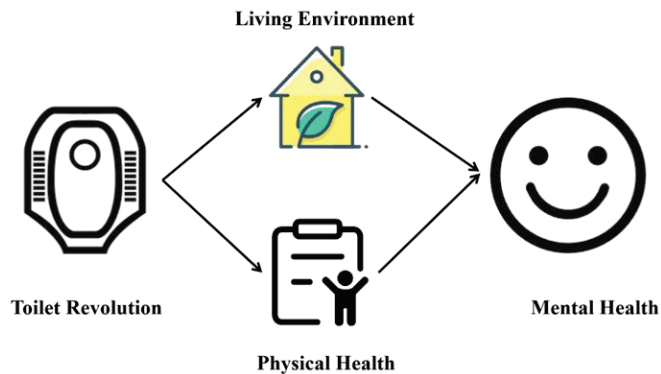 Living Environment
Toilet Revolution
Mental Health
Physical Health